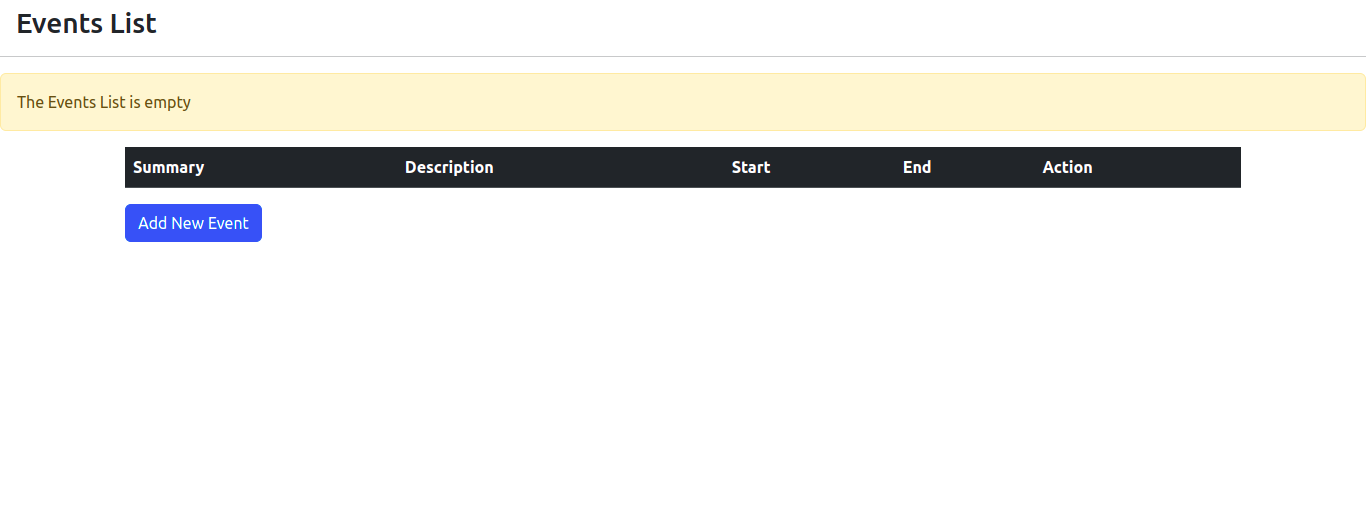 Events List
The Events List is empty
Summary Description Start End Action
Add New Event